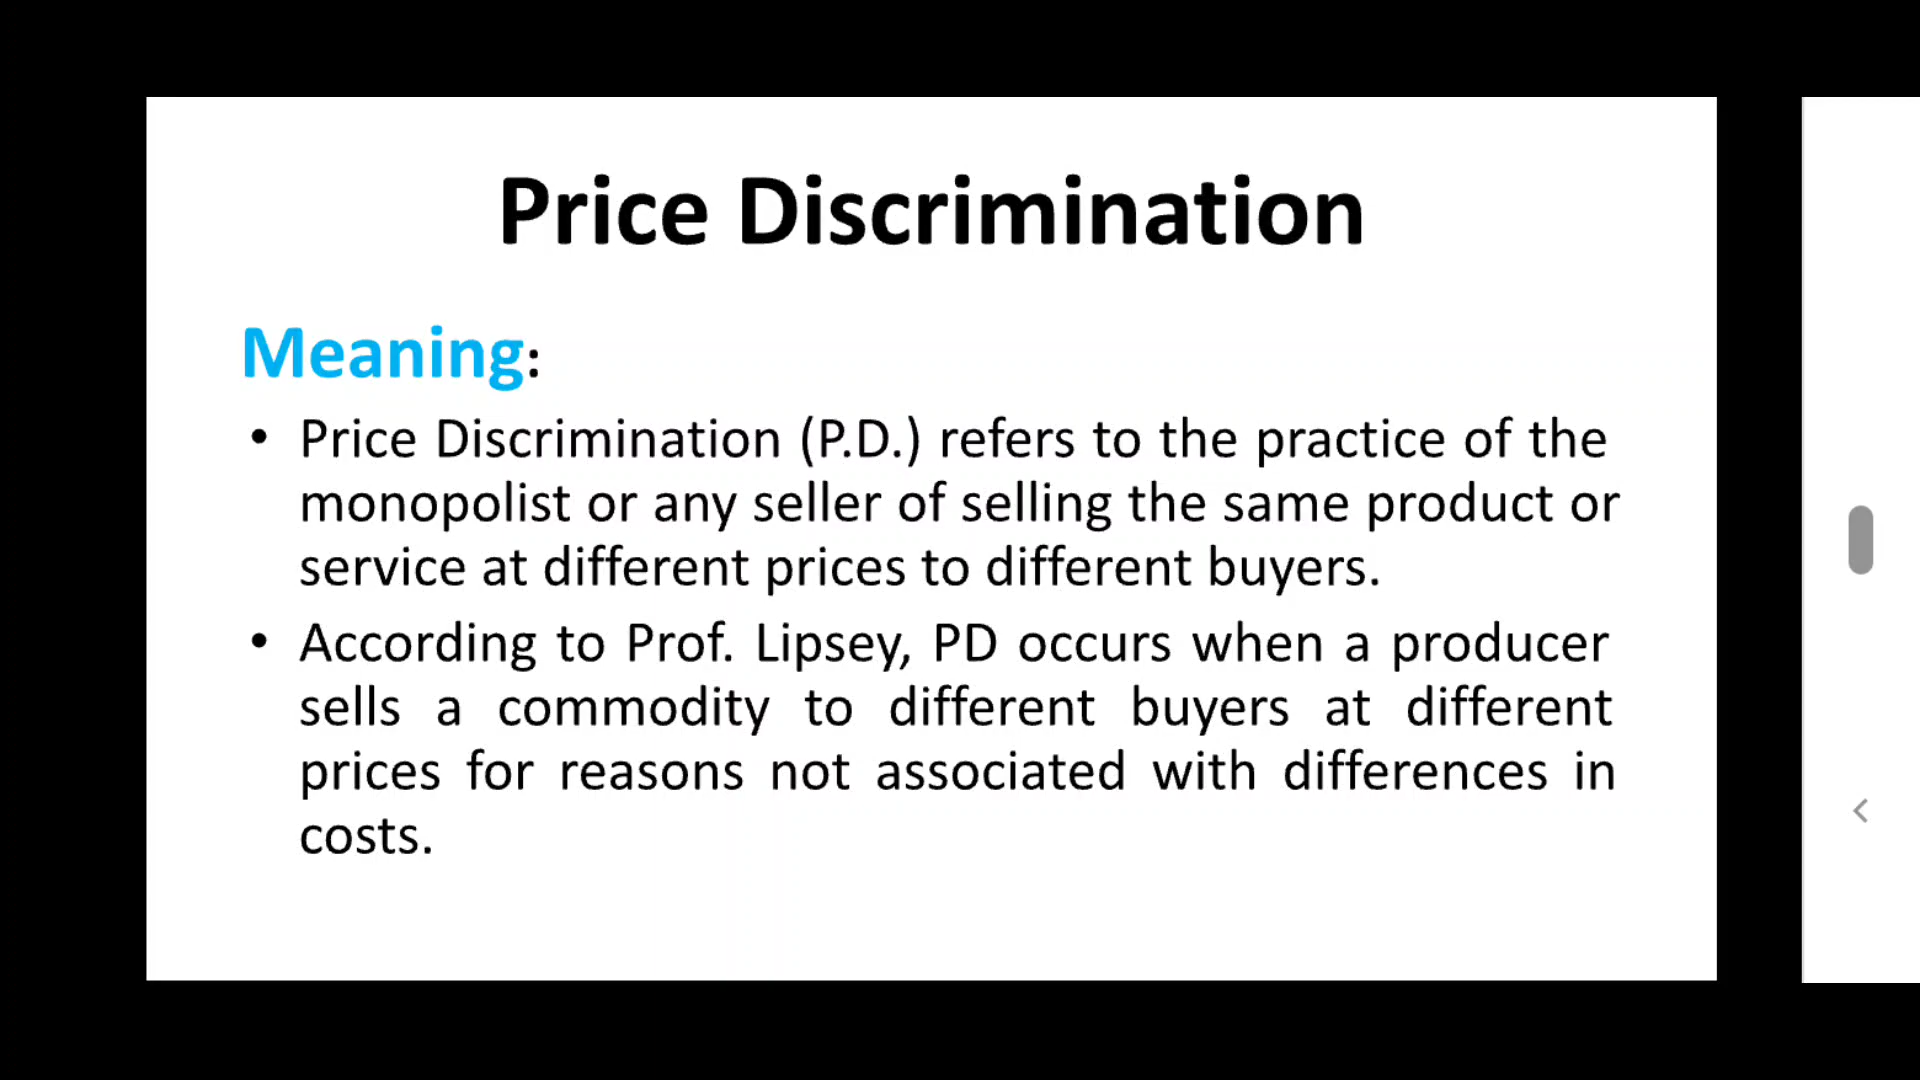 Price Discrimination
Meaning:
• Price Discrimination (P.D.) refers to the practice of the
monopolist or any seller of selling the same product or
service at different prices to different buyers.
• According to Prof. Lipsey, PD occurs when a producer
sells a commodity to different buyers at different
prices for reasons not associated with differences in
costs.